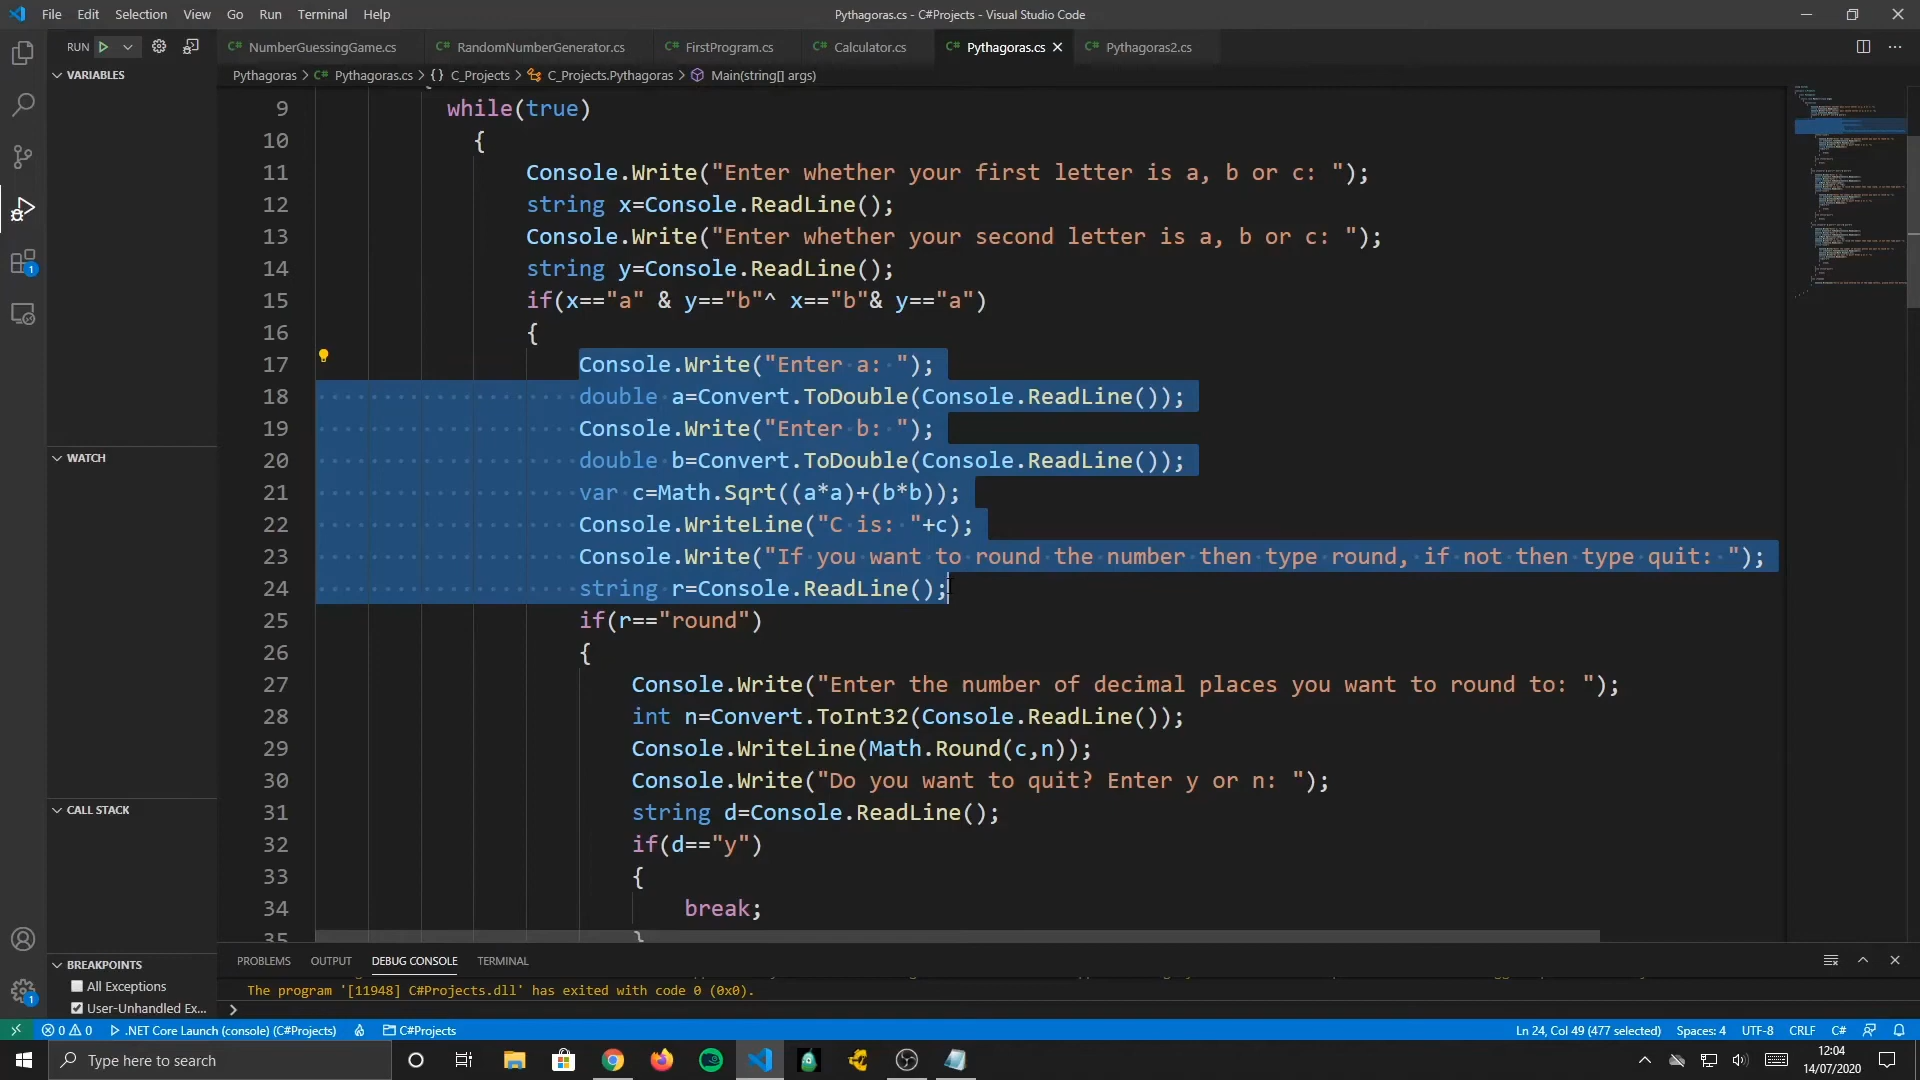 File Edit Selection View Go Run Terminal Help
Pythagoras.cs - C#Projects - Visual Studio Code
RUN
NumberGuessingGame.cs RandomNumberGenerator.cs FirstProgram.cs Calculator.cs Pythagoras.cs Pythagoras2.cs
Pythagoras > Pythagoras.cs > {} C_Projects > C_Projects.Pythagoras > Main(string[] args)
VARIABLES
WATCH
CALL STACK
BREAKPOINTS
All Exceptions
User-Unhandled Ex...
9 while(true)
10 {
11 Console.Write("Enter whether your first letter is a, b or c: ");
12 string x=Console.ReadLine();
13 Console.Write("Enter whether your second letter is a, b or c: ");
14 string y=Console.ReadLine();
15 if(x=="a" & y=="b"^ x=="b"& y=="a")
16 {
17 Console.Write("Enter a: ");
18 double a=Convert.ToDouble(Console.ReadLine());
19 Console.Write("Enter b: ");
20 double b=Convert.ToDouble(Console.ReadLine());
21 var c=Math.Sqrt((a*a)+(b*b));
22 Console.WriteLine("C is: "+c);
23 Console.Write("If you want to round the number then type round, if not then type quit: ");
24 string r=Console.ReadLine();
25 if(r=="round")
26 {
27 Console.Write("Enter the number of decimal places you want to round to: ");
28 int n=Convert.ToInt32(Console.ReadLine());
29 Console.WriteLine(Math.Round(c,n));
30 Console.Write("Do you want to quit? Enter y or n: ");
31 string d=Console.ReadLine();
32 if(d=="y")
33 {
34 break;
35 }
PROBLEMS OUTPUT DEBUG CONSOLE TERMINAL
The program '[11948] C#Projects.dll' has exited with code 0 (0x0).
0 0 .NET Core Launch (console) (C#Projects) C#Projects
Ln 24, Col 49 (477 selected) Spaces: 4 UTF-8 CRLF C#
Type here to search
12:04
14/07/2020